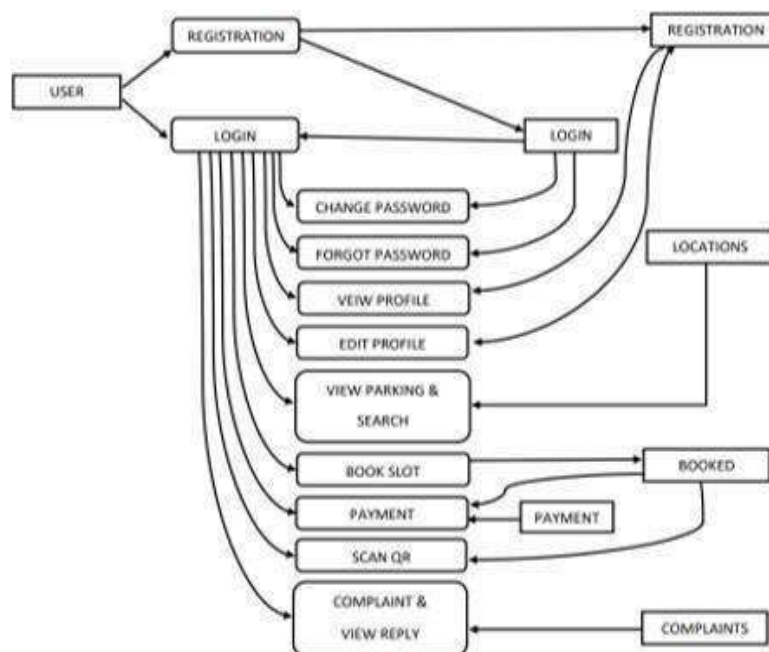 REGISTRATION
REGISTRATION
USER
LOGIN
LOGIN
CHANGE PASSWORD
FORGOT PASSWORD
LOCATIONS
VEIW PROFILE
EDIT PROFILE
VIEW PARKING &
SEARCH
BOOK SLOT
BOOKED
PAYMENT
PAYMENT
SCAN QR
COMPLAINT &
VIEW REPLY
COMPLAINTS